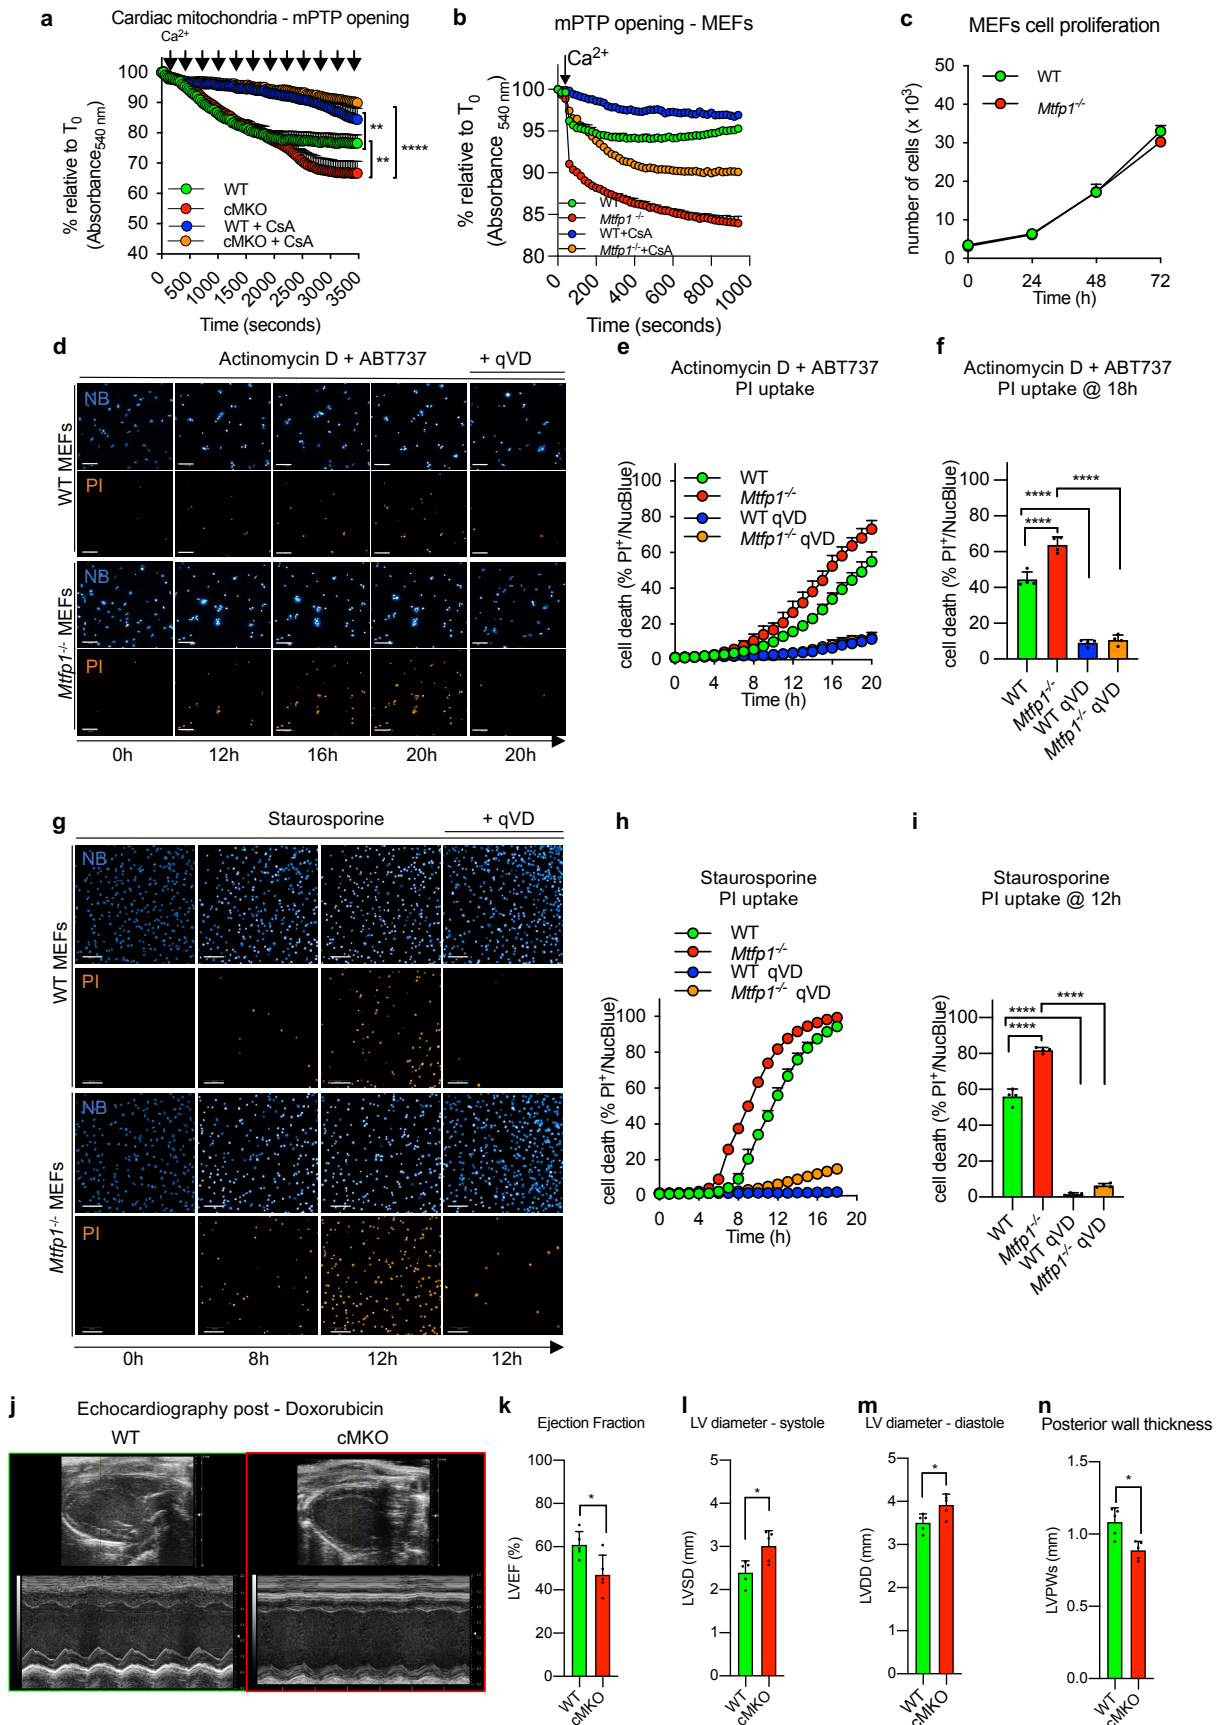 a
Cardiac mitochondria - mPTP opening
Ca²⁺
% relative to T₀
(Absorbance₅₄₀ ₙₘ)
100
90
80
70
60
50
40
**
**
****
WT
cMKO
WT + CsA
cMKO + CsA
0
500
1000
1500
2000
2500
3000
3500
Time (seconds)
b
mPTP opening - MEFs
Ca²⁺
% relative to T₀
(Absorbance 540 nm)
100
95
90
85
80
WT
Mtfp1⁻/⁻
WT+CsA
Mtfp1⁻/⁻+CsA
0
200
400
600
800
1000
Time (seconds)
c
MEFs cell proliferation
number of cells (x 10³)
50
40
30
20
10
0
WT
Mtfp1⁻/⁻
0
24
48
72
Time (h)
d
Actinomycin D + ABT737
+ qVD
WT MEFs
NB
PI
Mtfp1⁻/⁻ MEFs
NB
PI
0h
12h
16h
20h
20h
e
Actinomycin D + ABT737
PI uptake
cell death (% PI⁺/NucBlue)
100
80
60
40
20
0
WT
Mtfp1⁻/⁻
WT qVD
Mtfp1⁻/⁻ qVD
0
4
8
12
16
20
Time (h)
f
Actinomycin D + ABT737
PI uptake @ 18h
cell death (% PI⁺/NucBlue)
100
80
60
40
20
0
****
****
****
WT
Mtfp1⁻/⁻
WT qVD
Mtfp1⁻/⁻ qVD
g
Staurosporine
+ qVD
WT MEFs
NB
PI
Mtfp1⁻/⁻ MEFs
NB
PI
0h
8h
12h
12h
h
Staurosporine
PI uptake
WT
Mtfp1⁻/⁻
WT qVD
Mtfp1⁻/⁻ qVD
cell death (% PI⁺/NucBlue)
100
80
60
40
20
0
0
4
8
12
16
20
Time (h)
i
Staurosporine
PI uptake @ 12h
cell death (% PI⁺/NucBlue)
100
80
60
40
20
0
****
****
****
WT
Mtfp1⁻/⁻
WT qVD
Mtfp1⁻/⁻ qVD
j
Echocardiography post - Doxorubicin
WT
cMKO
k
Ejection Fraction
LVEF (%)
100
80
60
40
20
0
*
WT
cMKO
l
LV diameter - systole
LVSD (mm)
5
4
3
2
1
0
*
WT
cMKO
m
LV diameter - diastole
LVDD (mm)
5
4
3
2
1
0
*
WT
cMKO
n
Posterior wall thickness
LVPWs (mm)
1.5
1.0
0.5
0.0
*
WT
cMKO